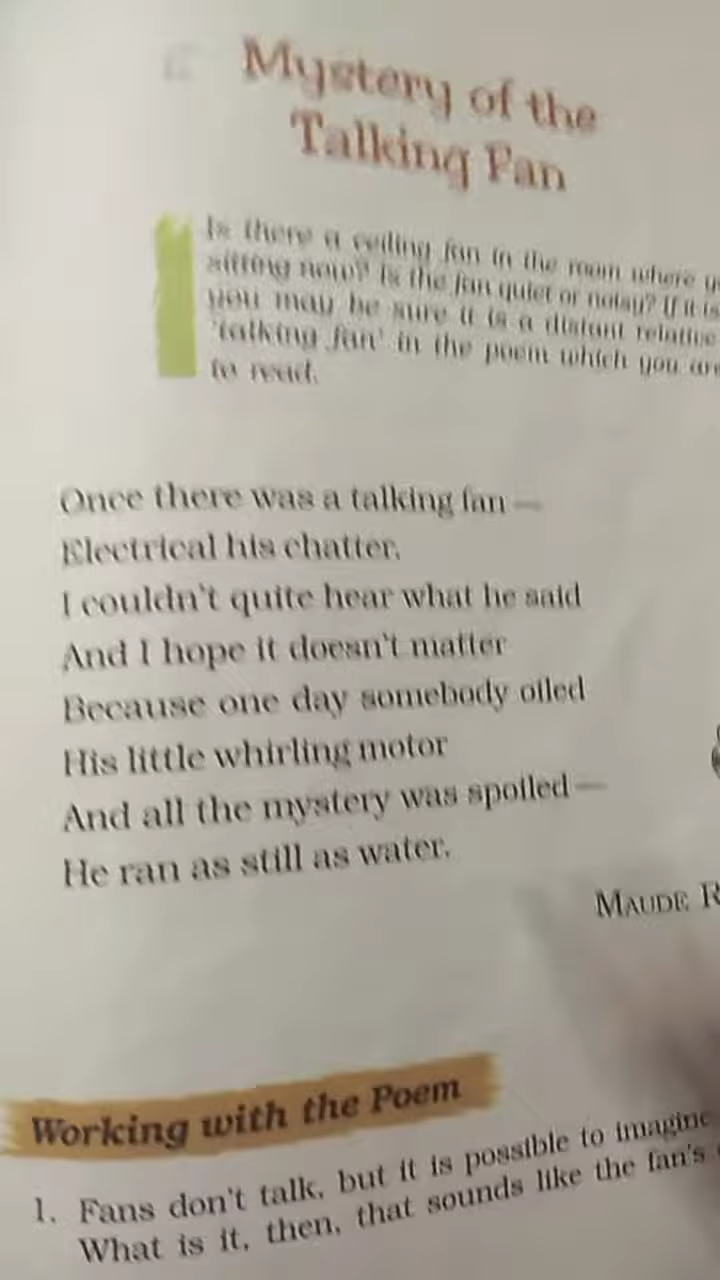 Mystery of the
Talking Fan
Is there a ceiling fan in the room where
sitting now? Is the fan quiet or noisy? If it is
you may be sure it is a distant relative
'talking fan' in the poem which you are
to read.
Once there was a talking fan —
Electrical his chatter.
I couldn't quite hear what he said
And I hope it doesn't matter
Because one day somebody oiled
His little whirling motor
And all the mystery was spoiled —
He ran as still as water.
MAUDE R
Working with the Poem
1. Fans don't talk, but it is possible to imagine
What is it, then, that sounds like the fan's